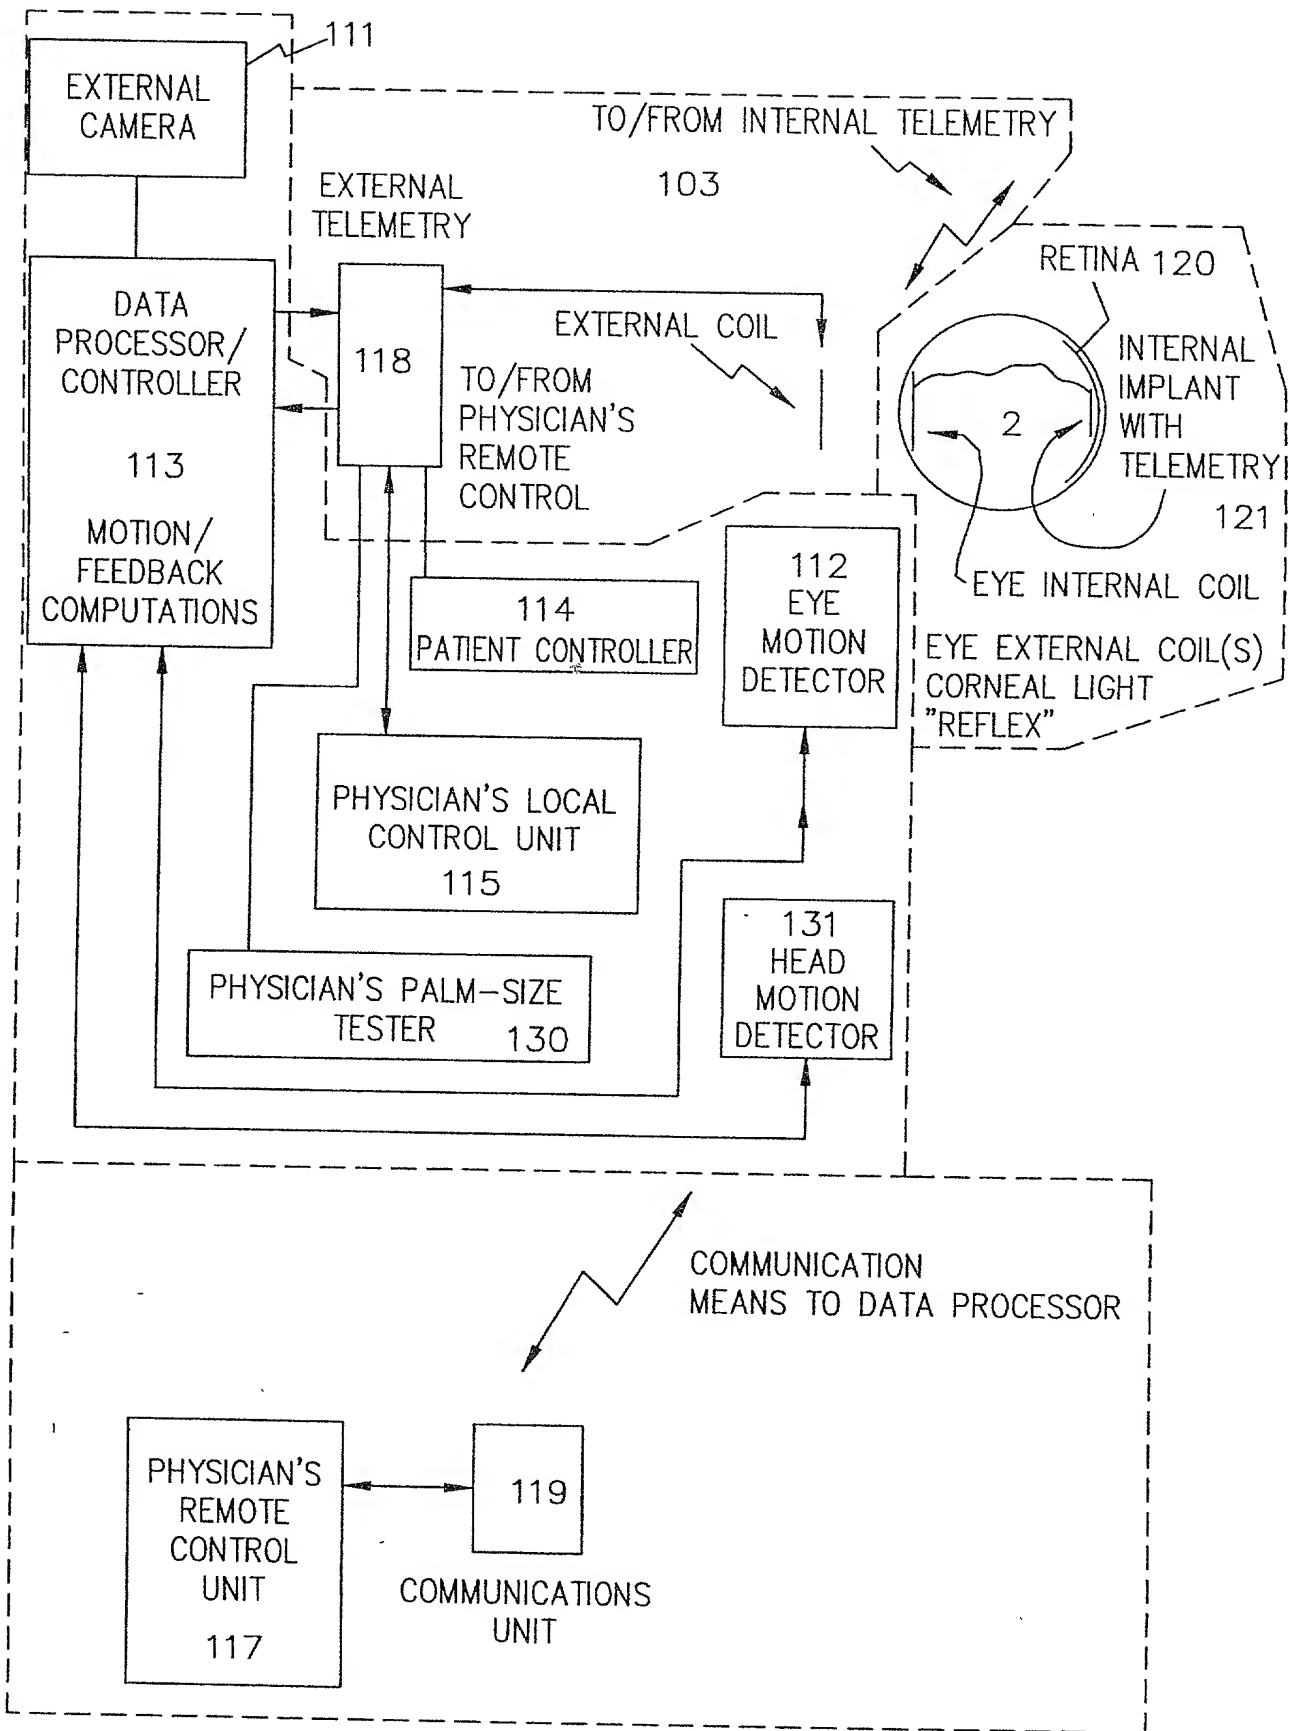 111
EXTERNAL
CAMERA
TO/FROM INTERNAL TELEMETRY
103
EXTERNAL
TELEMETRY
RETINA 120
DATA
PROCESSOR/
CONTROLLER
113
MOTION/
FEEDBACK
COMPUTATIONS
118
EXTERNAL COIL
TO/FROM
PHYSICIAN'S
REMOTE
CONTROL
2
INTERNAL
IMPLANT
WITH
TELEMETRY
121
EYE INTERNAL COIL
EYE EXTERNAL COIL(S)
CORNEAL LIGHT
"REFLEX"
114
PATIENT CONTROLLER
112
EYE
MOTION
DETECTOR
PHYSICIAN'S LOCAL
CONTROL UNIT
115
131
HEAD
MOTION
DETECTOR
PHYSICIAN'S PALM-SIZE
TESTER 130
COMMUNICATION
MEANS TO DATA PROCESSOR
PHYSICIAN'S
REMOTE
CONTROL
UNIT
117
119
COMMUNICATIONS
UNIT